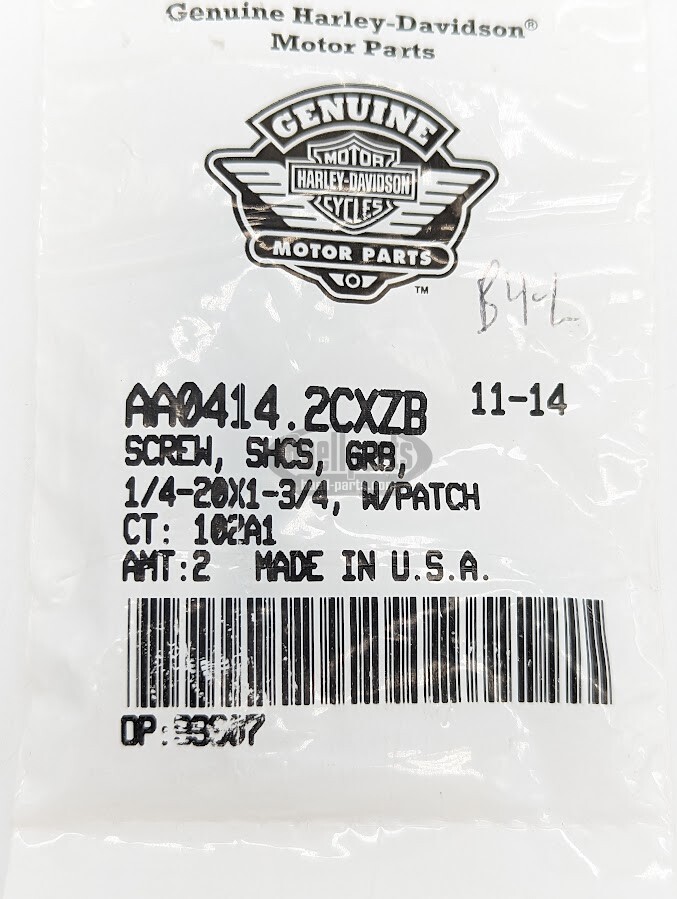 Genuine Harley-Davidson®
Motor Parts
GENUINE
MOTOR
HARLEY-DAVIDSON
CYCLES
MOTOR PARTS
™
B4-L
AA0414.2CXZB 11-14
SCREW, SHCS, GR8,
1/4-20X1-3/4, W/PATCH
CT: 102A1
AMT:2 MADE IN U.S.A.
OP: